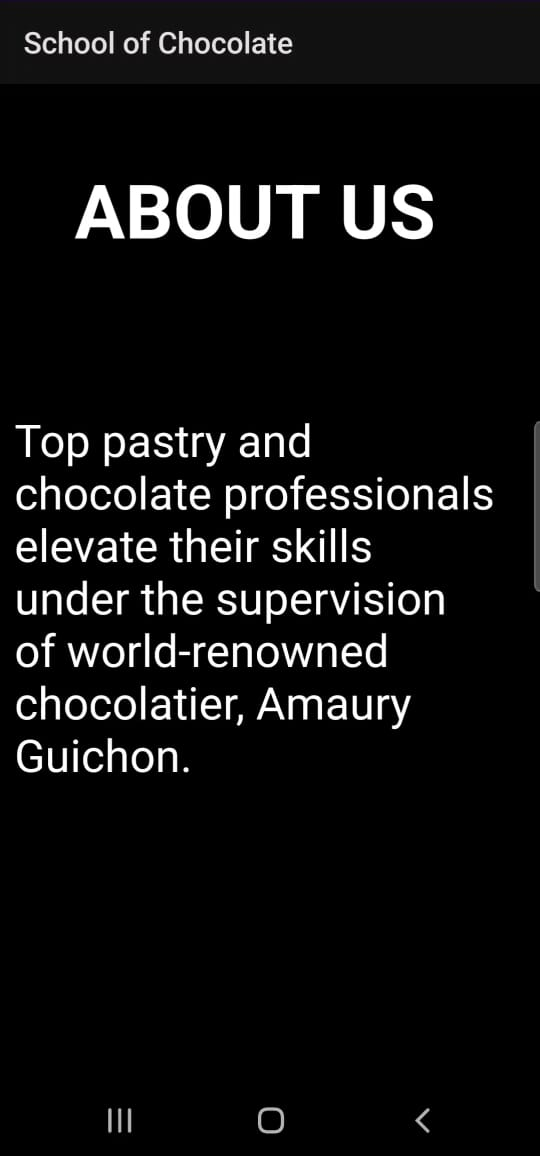 School of Chocolate
ABOUT US
Top pastry and
chocolate professionals
elevate their skills
under the supervision
of world-renowned
chocolatier, Amaury
Guichon.